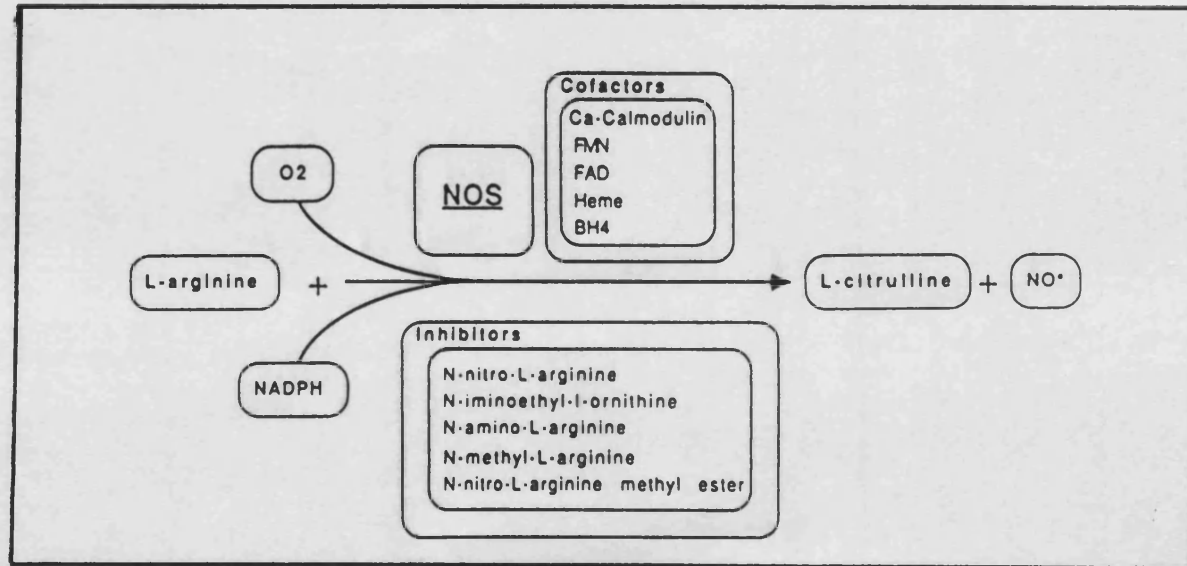 Cofactors
Ca-Calmodulin
FMN
FAD
Heme
BH4
O2
NOS
L-arginine + L-citrulline + NO•
NADPH
Inhibitors
N-nitro-L-arginine
N-iminoethyl-l-ornithine
N-amino-L-arginine
N-methyl-L-arginine
N-nitro-L-arginine methyl ester